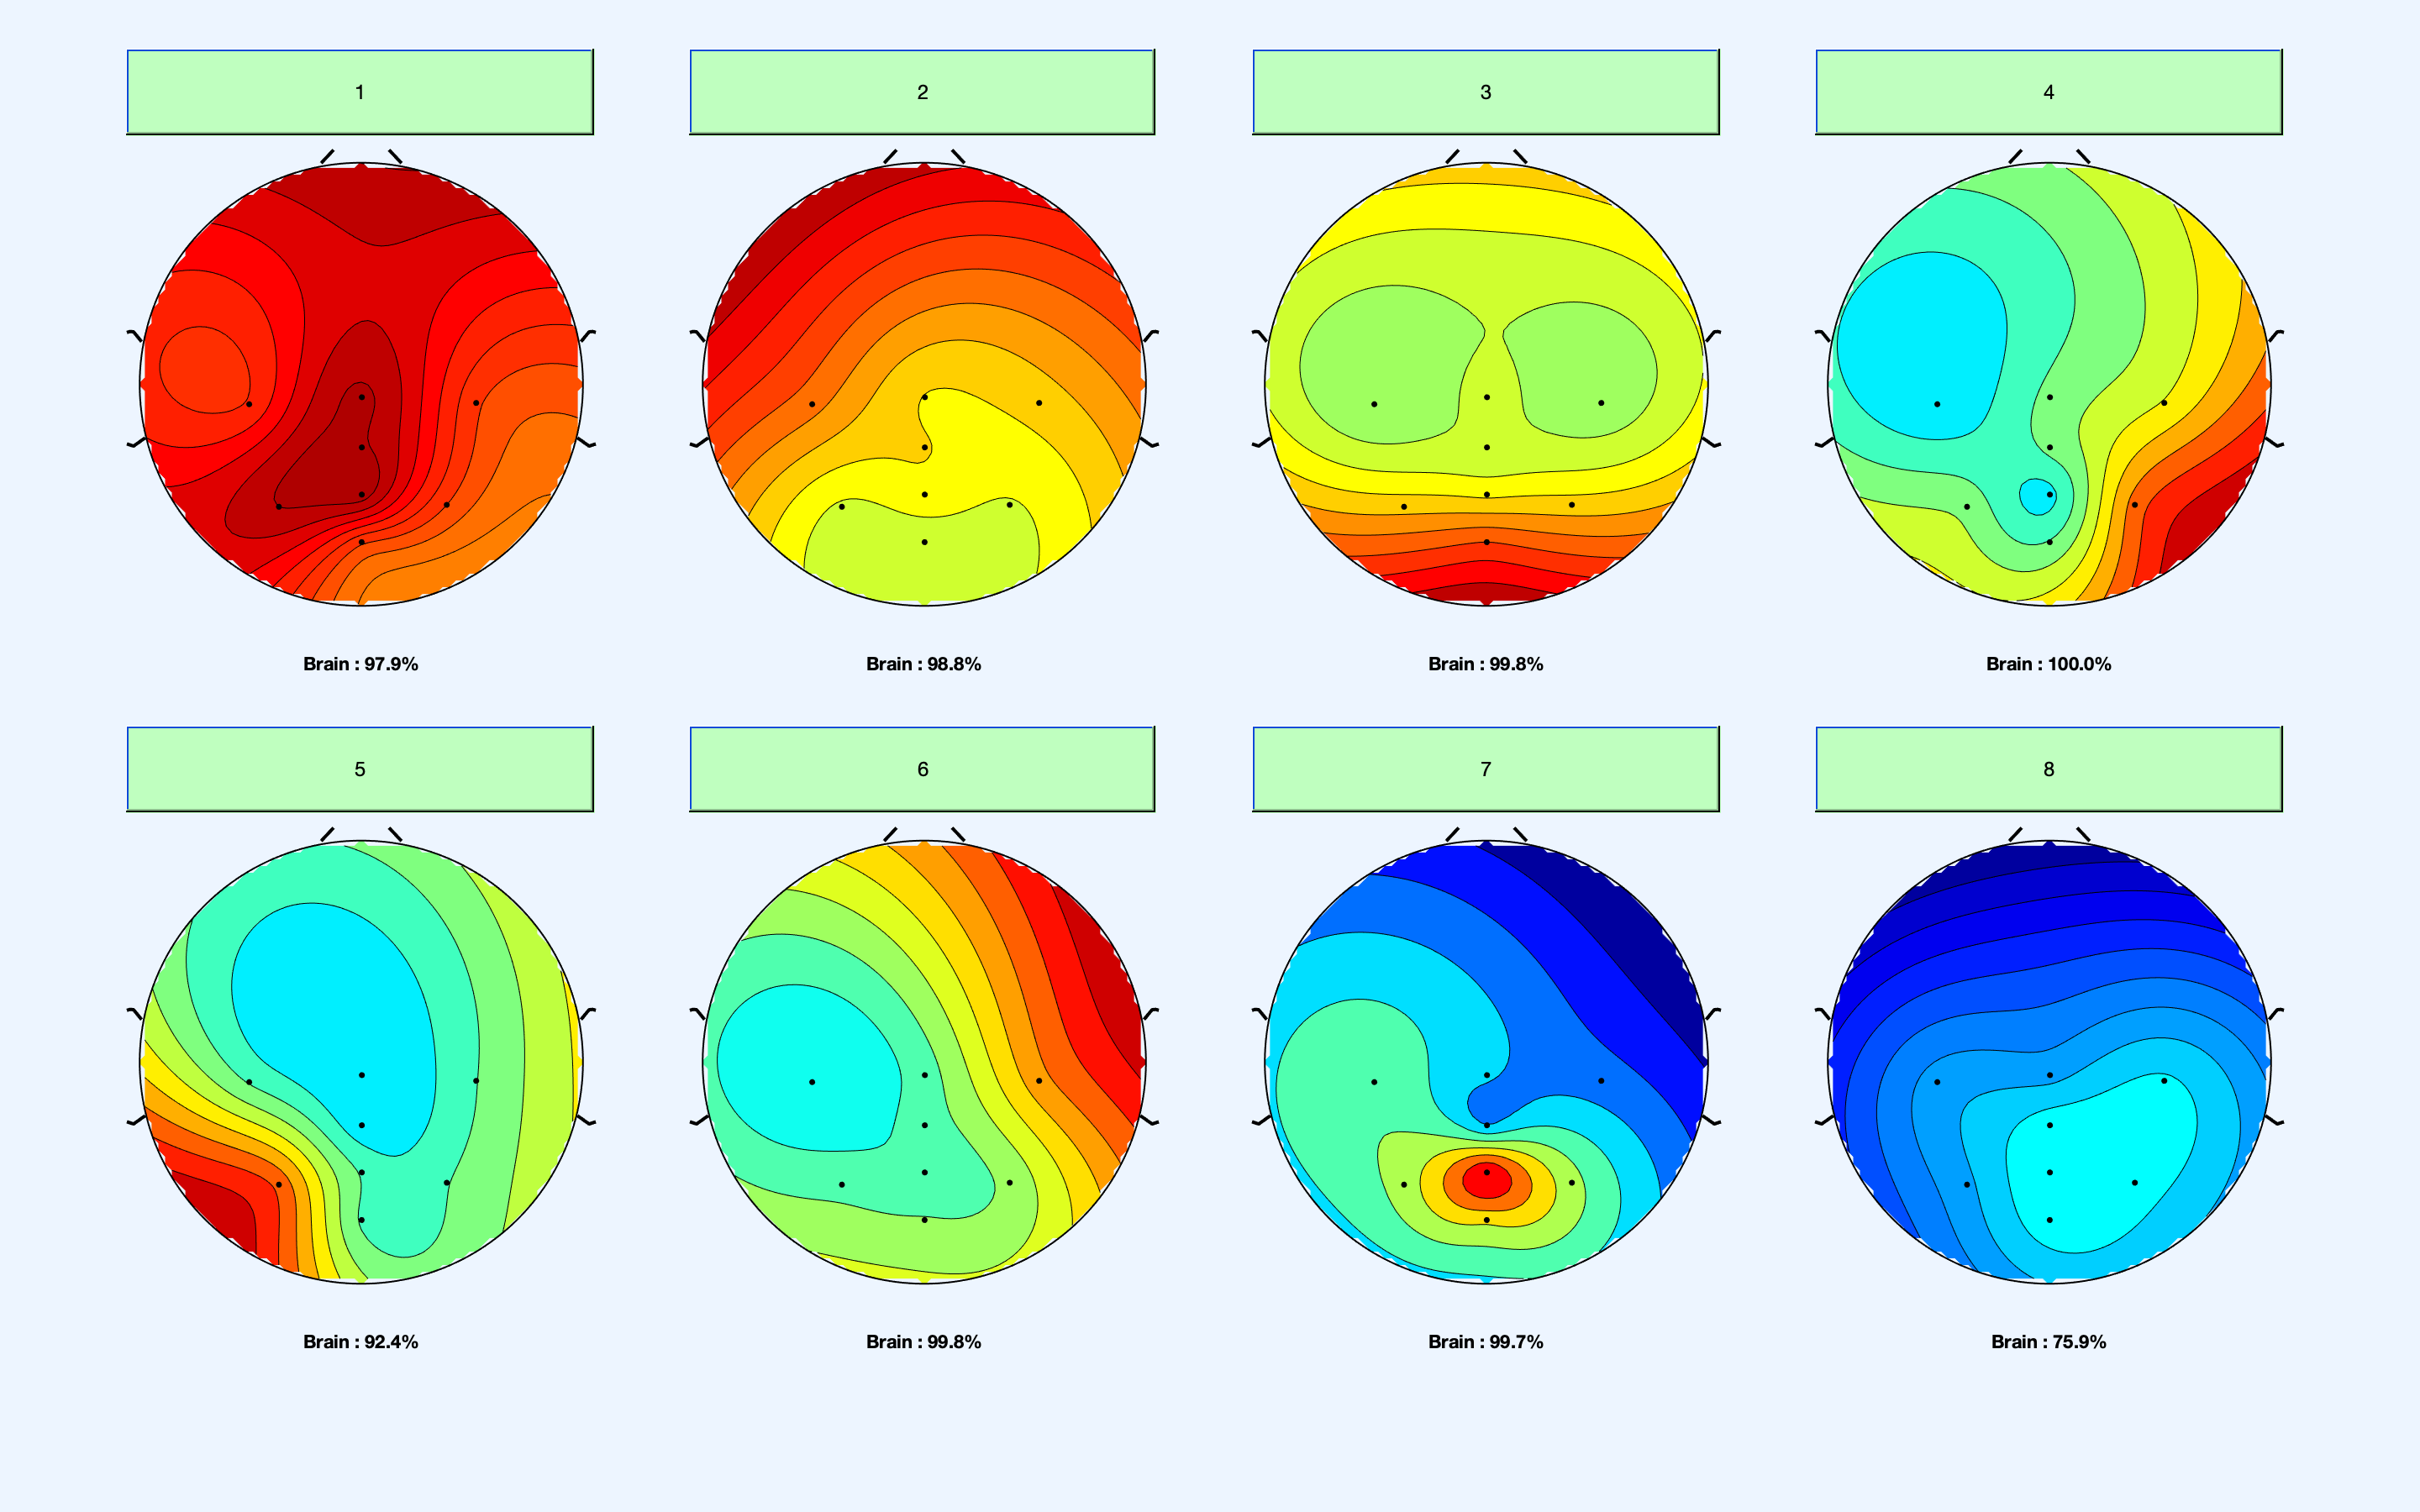 1 2 3 4
Brain : 97.9% Brain : 98.8% Brain : 99.8% Brain : 100.0%
5 6 7 8
Brain : 92.4% Brain : 99.8% Brain : 99.7% Brain : 75.9%